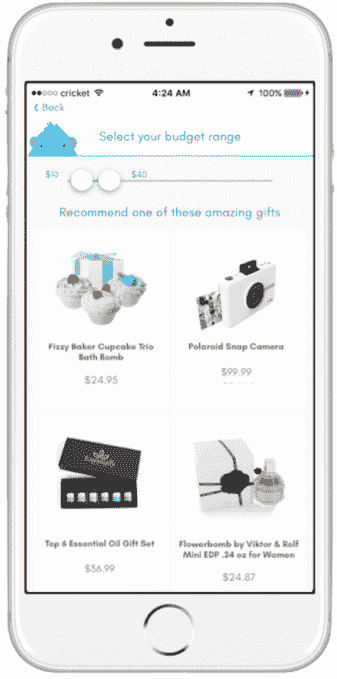 cricket 4:24 AM 100%
Back
Select your budget range
$10 $40
Recommend one of these amazing gifts
Fizzy Baker Cupcake Trio
Bath Bomb
$24.95
Polaroid Snap Camera
$99.99
Top 6 Essential Oil Gift Set
$36.99
Flowerbomb by Viktor & Rolf
Mini EDP .24 oz for Women
$24.87